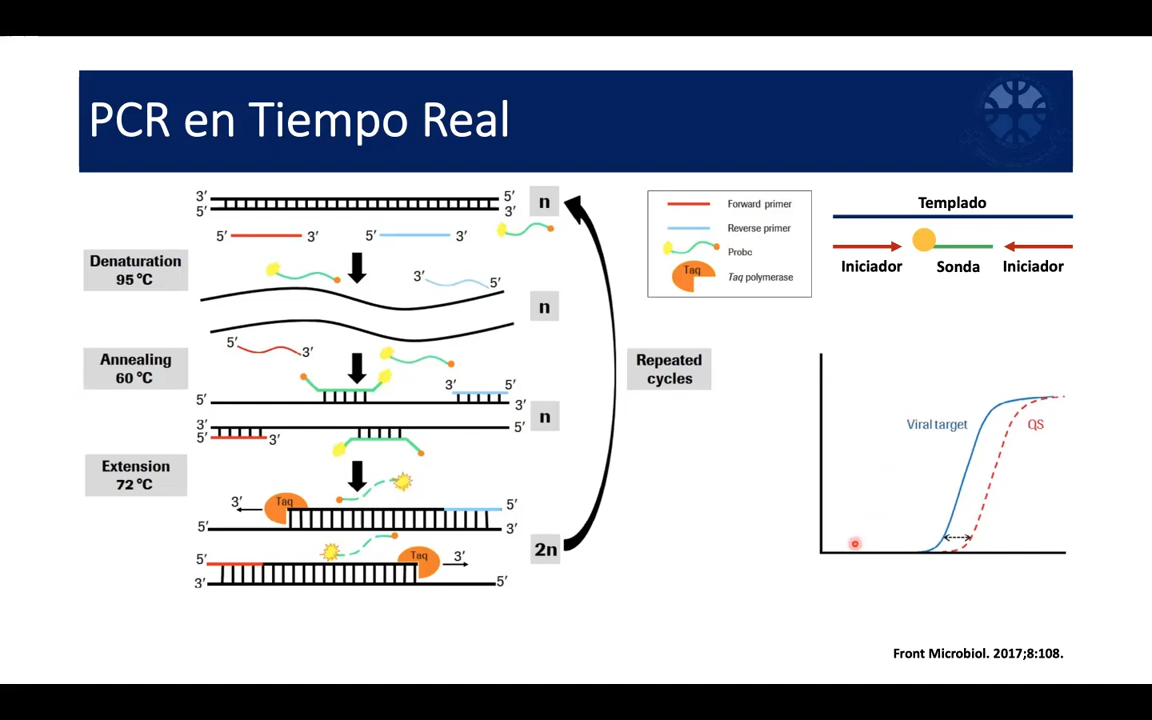 PCR en Tiempo Real
3’ 5’
5’ 3’
n
5’ 3’ 5’ 3’
Denaturation
95 °C
3’ 5’
n
5’ 3’
Annealing
60 °C
3’ 5’
5’ 3’
n
3’ 5’
5’ 3’
Extension
72 °C
3’ Taq 5’
5’ 3’
2n
5’ Taq 3’
3’ 5’
Repeated
cycles
Forward primer
Reverse primer
Probe
Taq Taq polymerase
Templado
Iniciador Sonda Iniciador
Viral target QS
Front Microbiol. 2017;8:108.